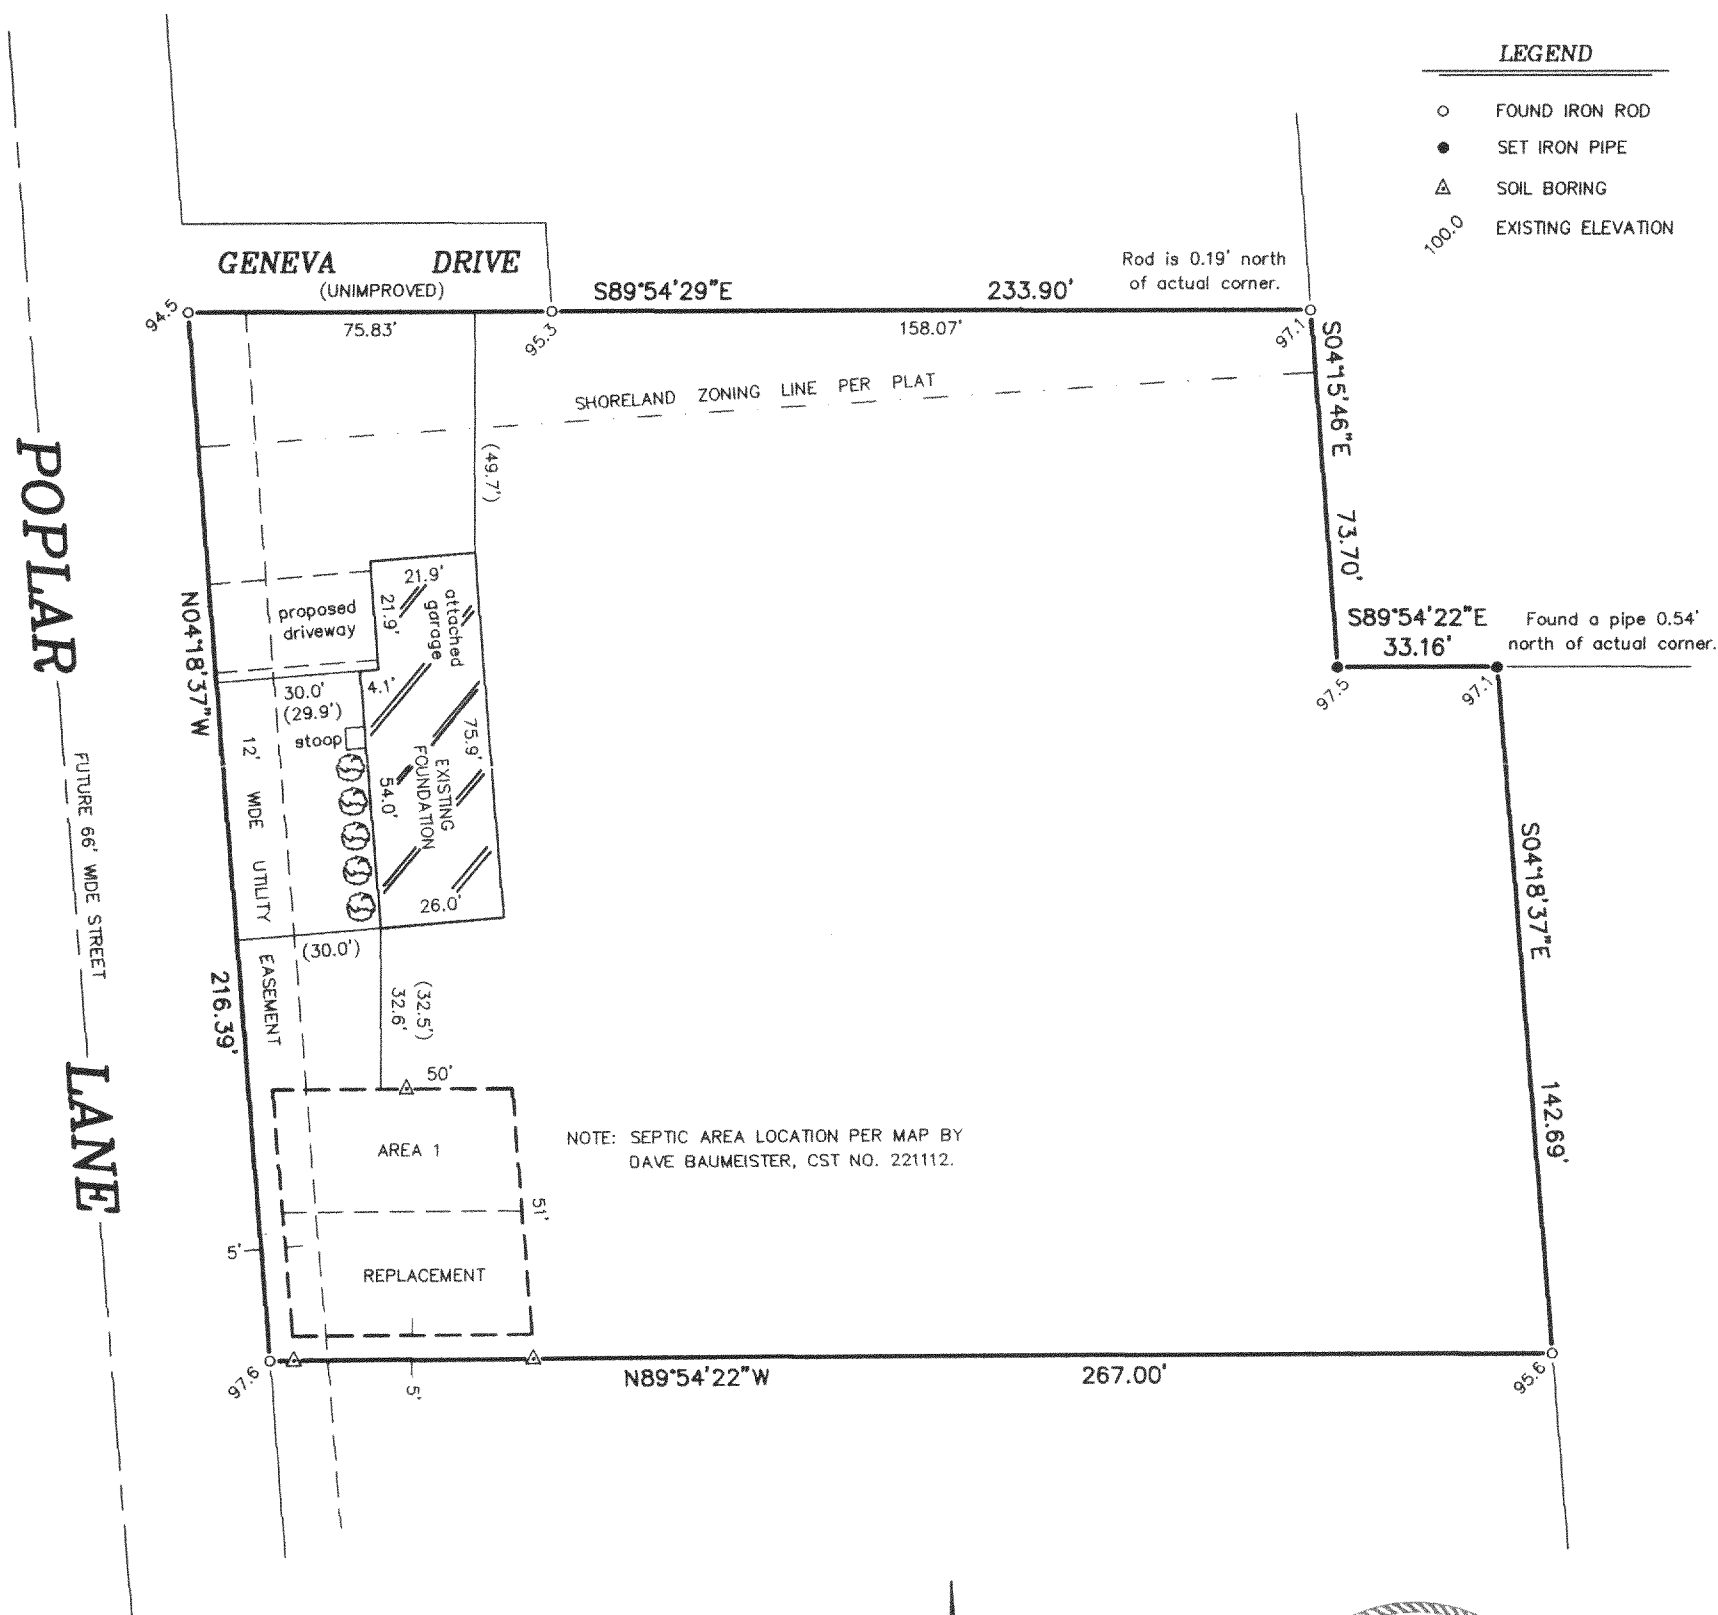 LEGEND
FOUND IRON ROD
SET IRON PIPE
SOIL BORING
100.0 EXISTING ELEVATION
GENEVA DRIVE
(UNIMPROVED)
S89°54'29"E 233.90'
Rod is 0.19' north
of actual corner.
94.5
75.83'
95.3
158.07'
97.1
S04°15'46"E 73.70'
SHORELAND ZONING LINE PER PLAT
(49.7')
POPLAR LANE
FUTURE 66' WIDE STREET
N04°18'37"W 216.39'
21.9'
21.9'
attached
garage
proposed
driveway
30.0'
(29.9')
4.1'
stoop
75.9'
54.0'
EXISTING
FOUNDATION
26.0'
12' WIDE UTILITY EASEMENT
(30.0')
(32.5')
32.6'
S89°54'22"E
33.16'
Found a pipe 0.54'
north of actual corner.
97.5
97.1
S04°18'37"E 142.69'
50'
AREA 1
51'
5'
REPLACEMENT
NOTE: SEPTIC AREA LOCATION PER MAP BY
DAVE BAUMEISTER, CST NO. 221112.
97.6
5'
N89°54'22"W 267.00'
95.6